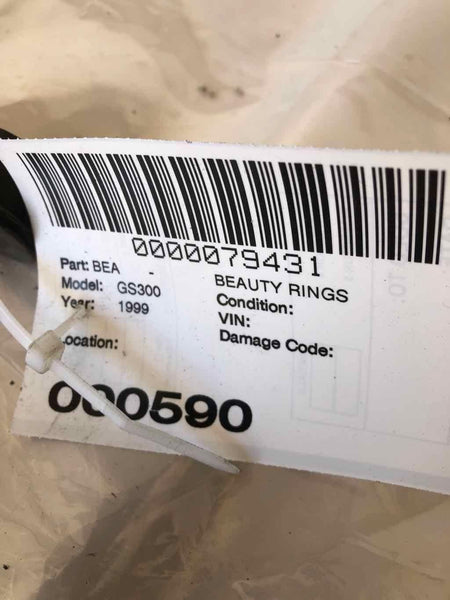 0000079431
Part: BEA -
BEAUTY RINGS
Model: GS300
Condition:
Year: 1999
VIN:
Location:
Damage Code:
000590